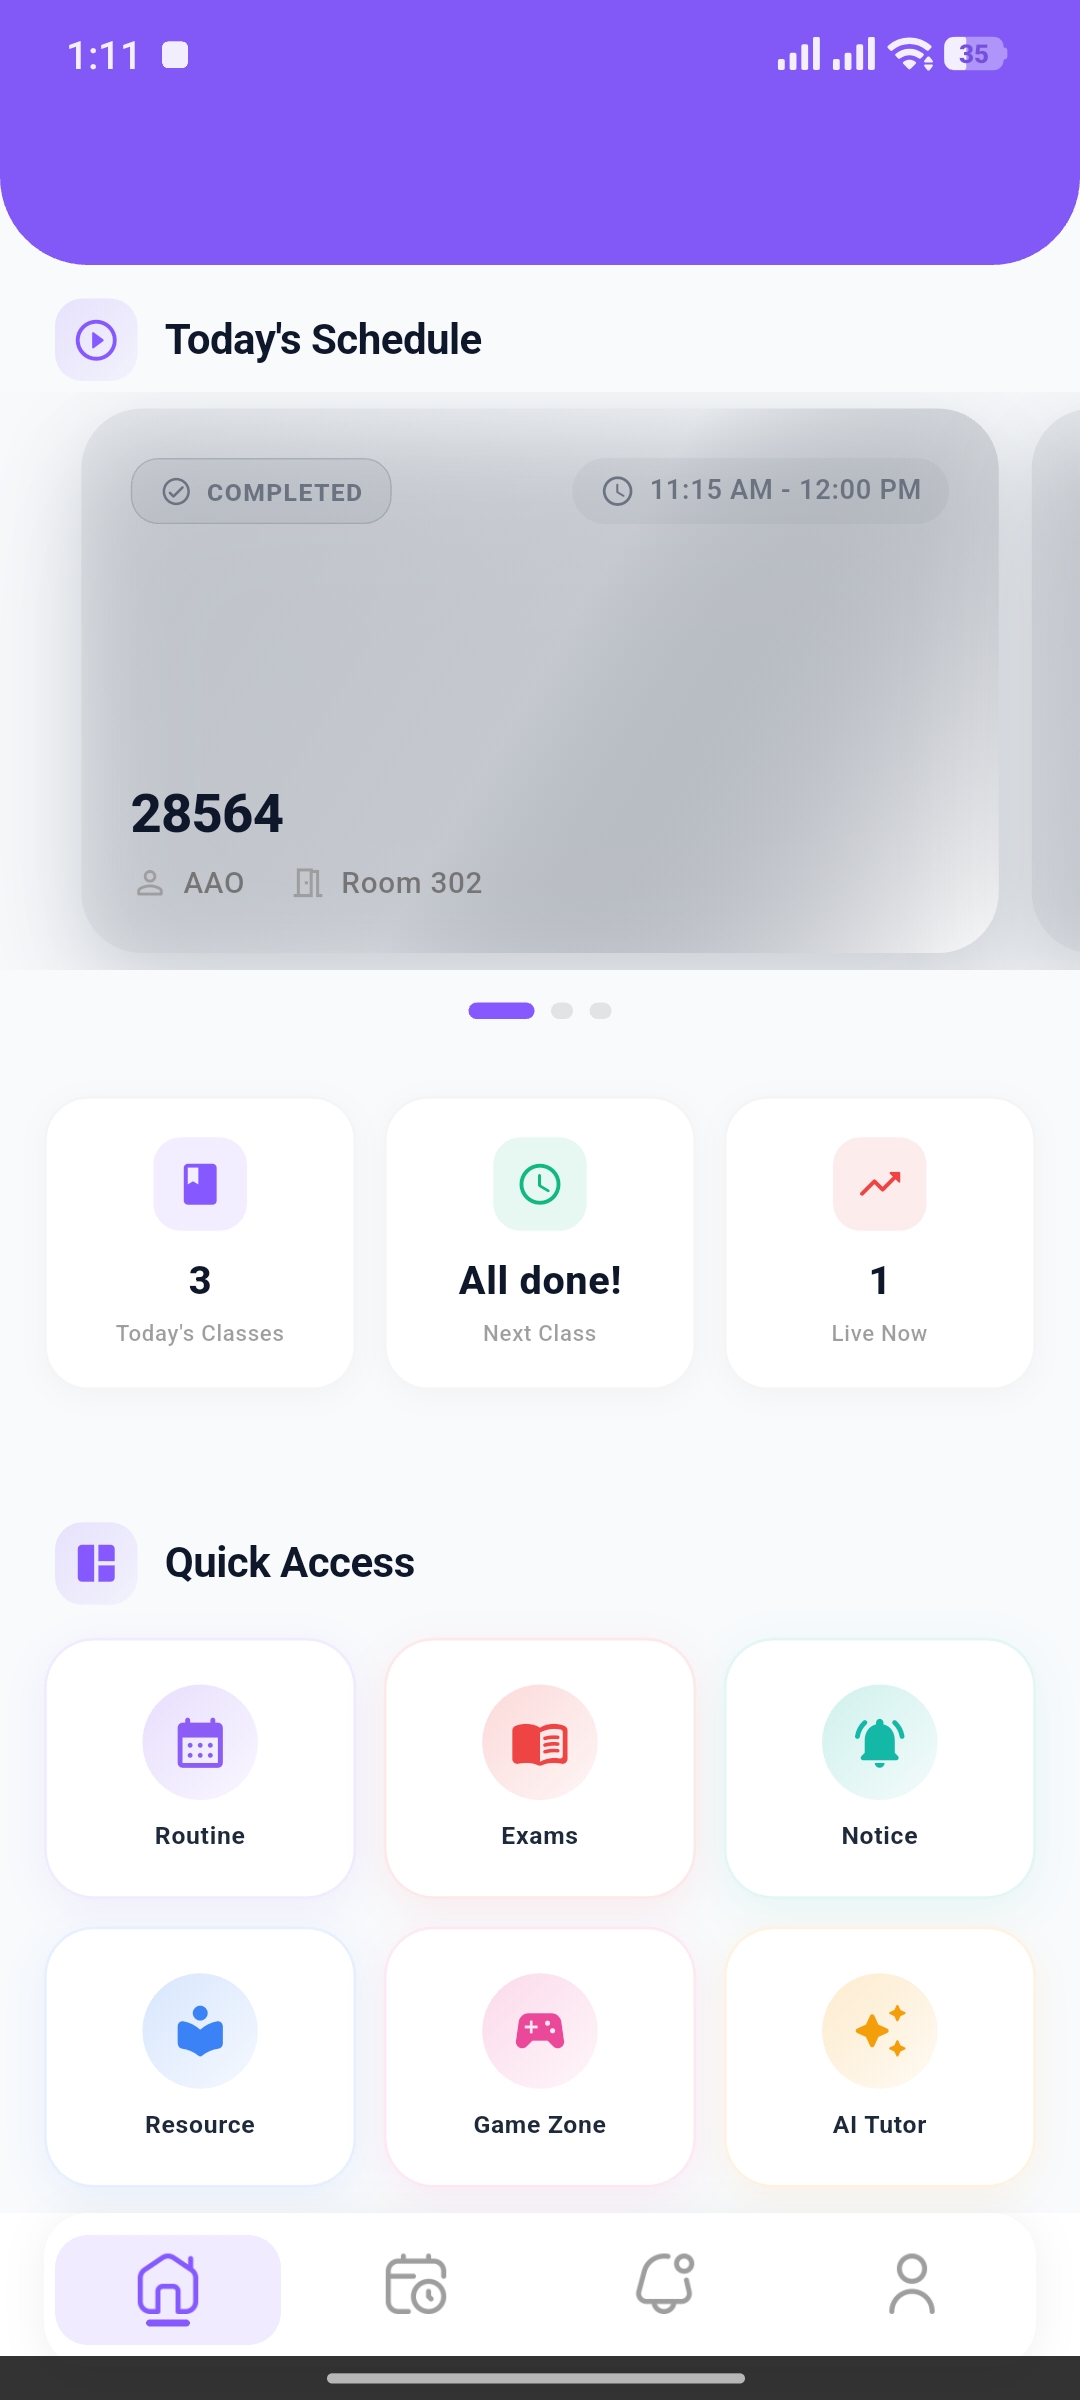 1:11
35
Today's Schedule
COMPLETED
11:15 AM - 12:00 PM
28564
AAO
Room 302
3
All done!
1
Today's Classes
Next Class
Live Now
Quick Access
Routine
Exams
Notice
Resource
Game Zone
AI Tutor